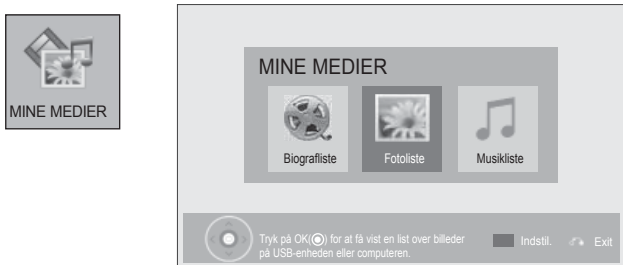 MINE MEDIER
MINE MEDIER
Biografliste
Fotoliste
Musikliste
Tryk på OK(◉) for at få vist en list over billeder
på USB-enheden eller computeren.
Indstil.
Exit